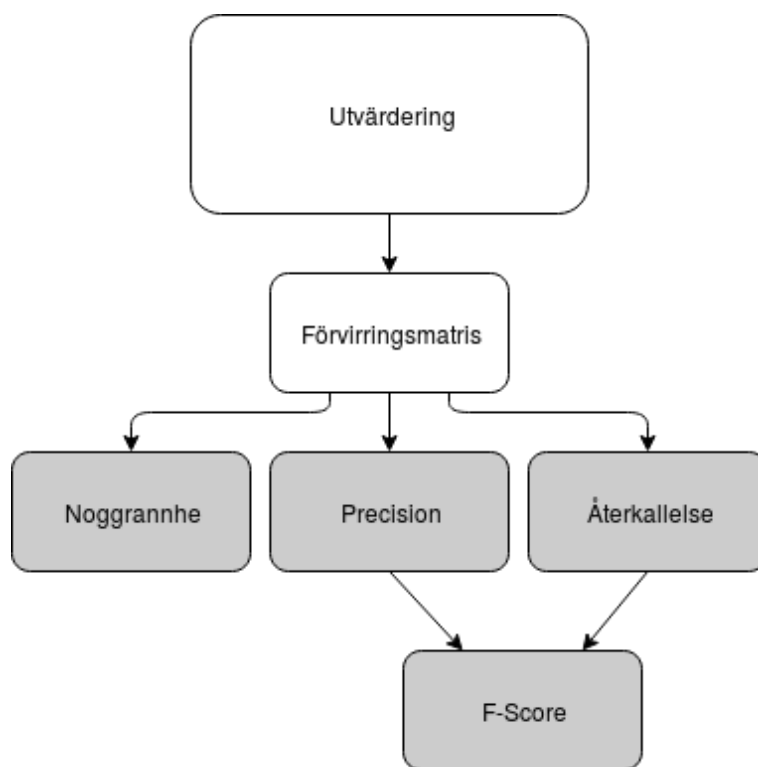 Utvärdering
Förvirringsmatris
Noggrannhe
Precision
Återkallelse
F-Score